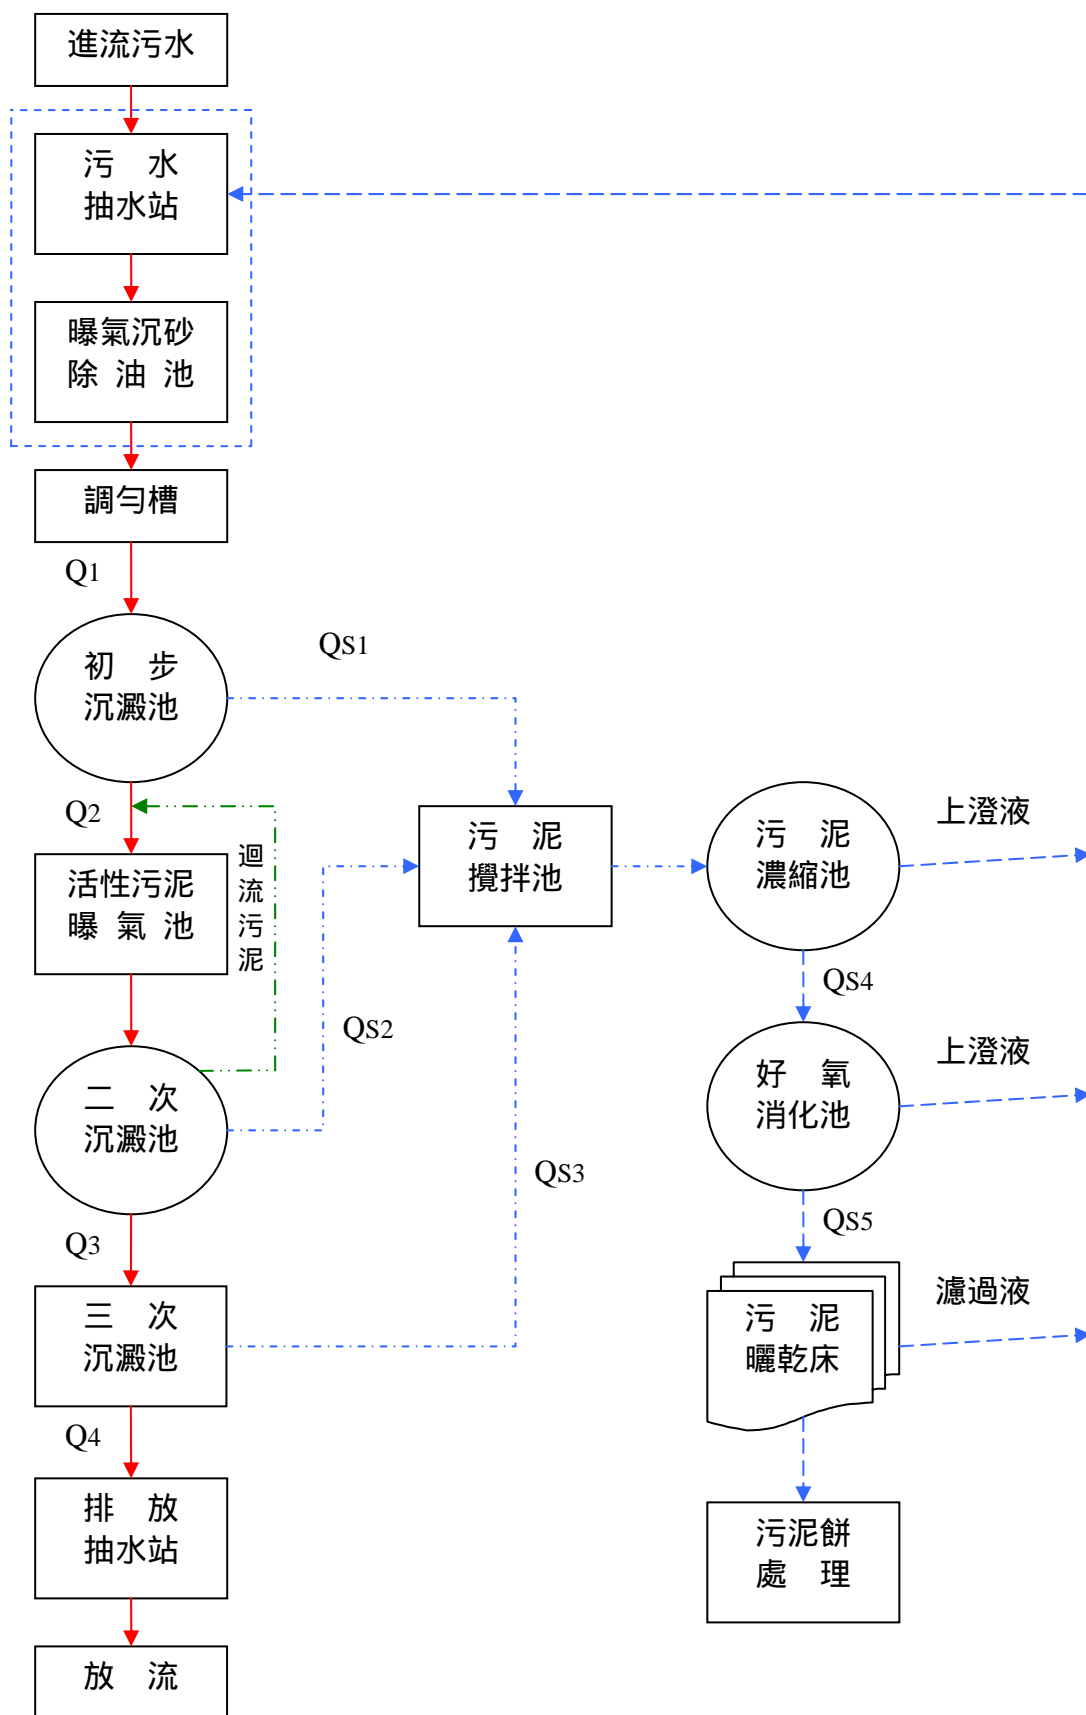 進流污水
污 水
抽水站
曝氣沉砂
除 油 池
調勻槽
Q1
初 步
沉澱池
QS1
Q2
迴流污泥
活性污泥
曝 氣 池
污 泥
攪拌池
污 泥
濃縮池
上澄液
QS4
QS2
二 次
沉澱池
好 氧
消化池
上澄液
QS3
QS5
Q3
三 次
沉澱池
污 泥
曬乾床
濾過液
Q4
排 放
抽水站
污泥餅
處 理
放 流